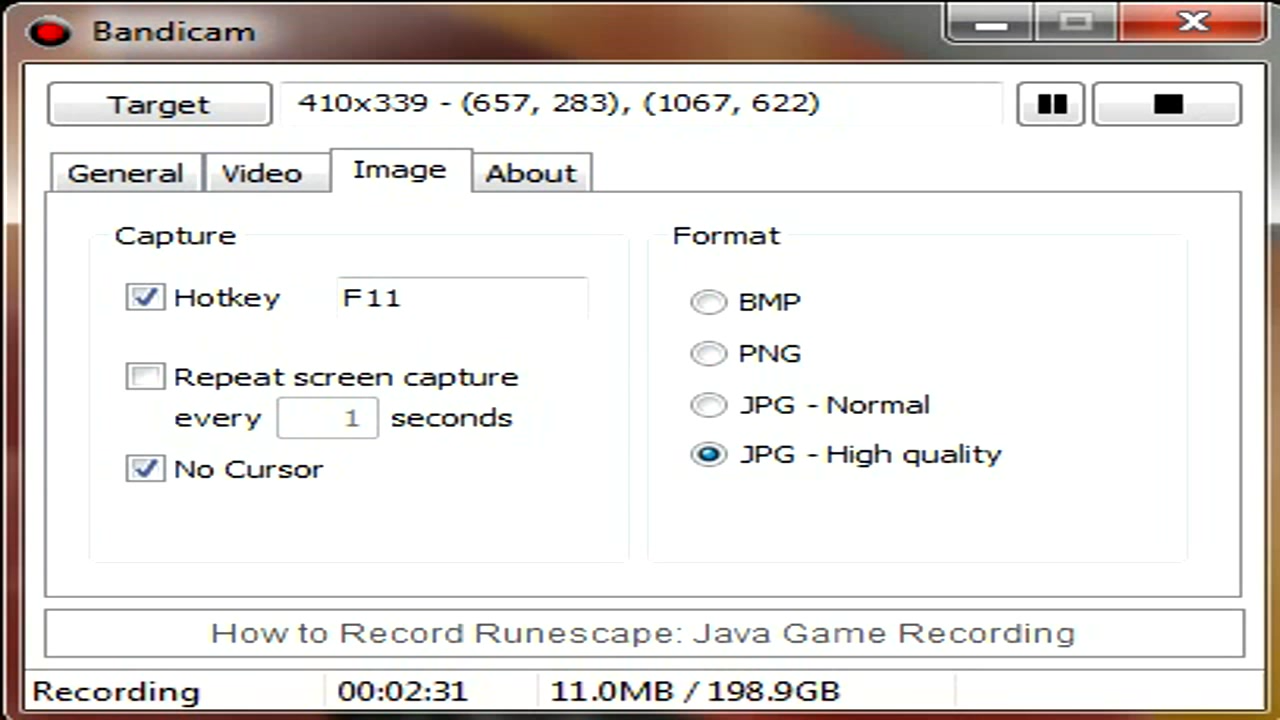 Bandicam
Target 410x339 - (657, 283), (1067, 622)
General Video Image About
Capture
Hotkey F11
Repeat screen capture
every 1 seconds
No Cursor
Format
BMP
PNG
JPG - Normal
JPG - High quality
How to Record Runescape: Java Game Recording
Recording 00:02:31 11.0MB / 198.9GB